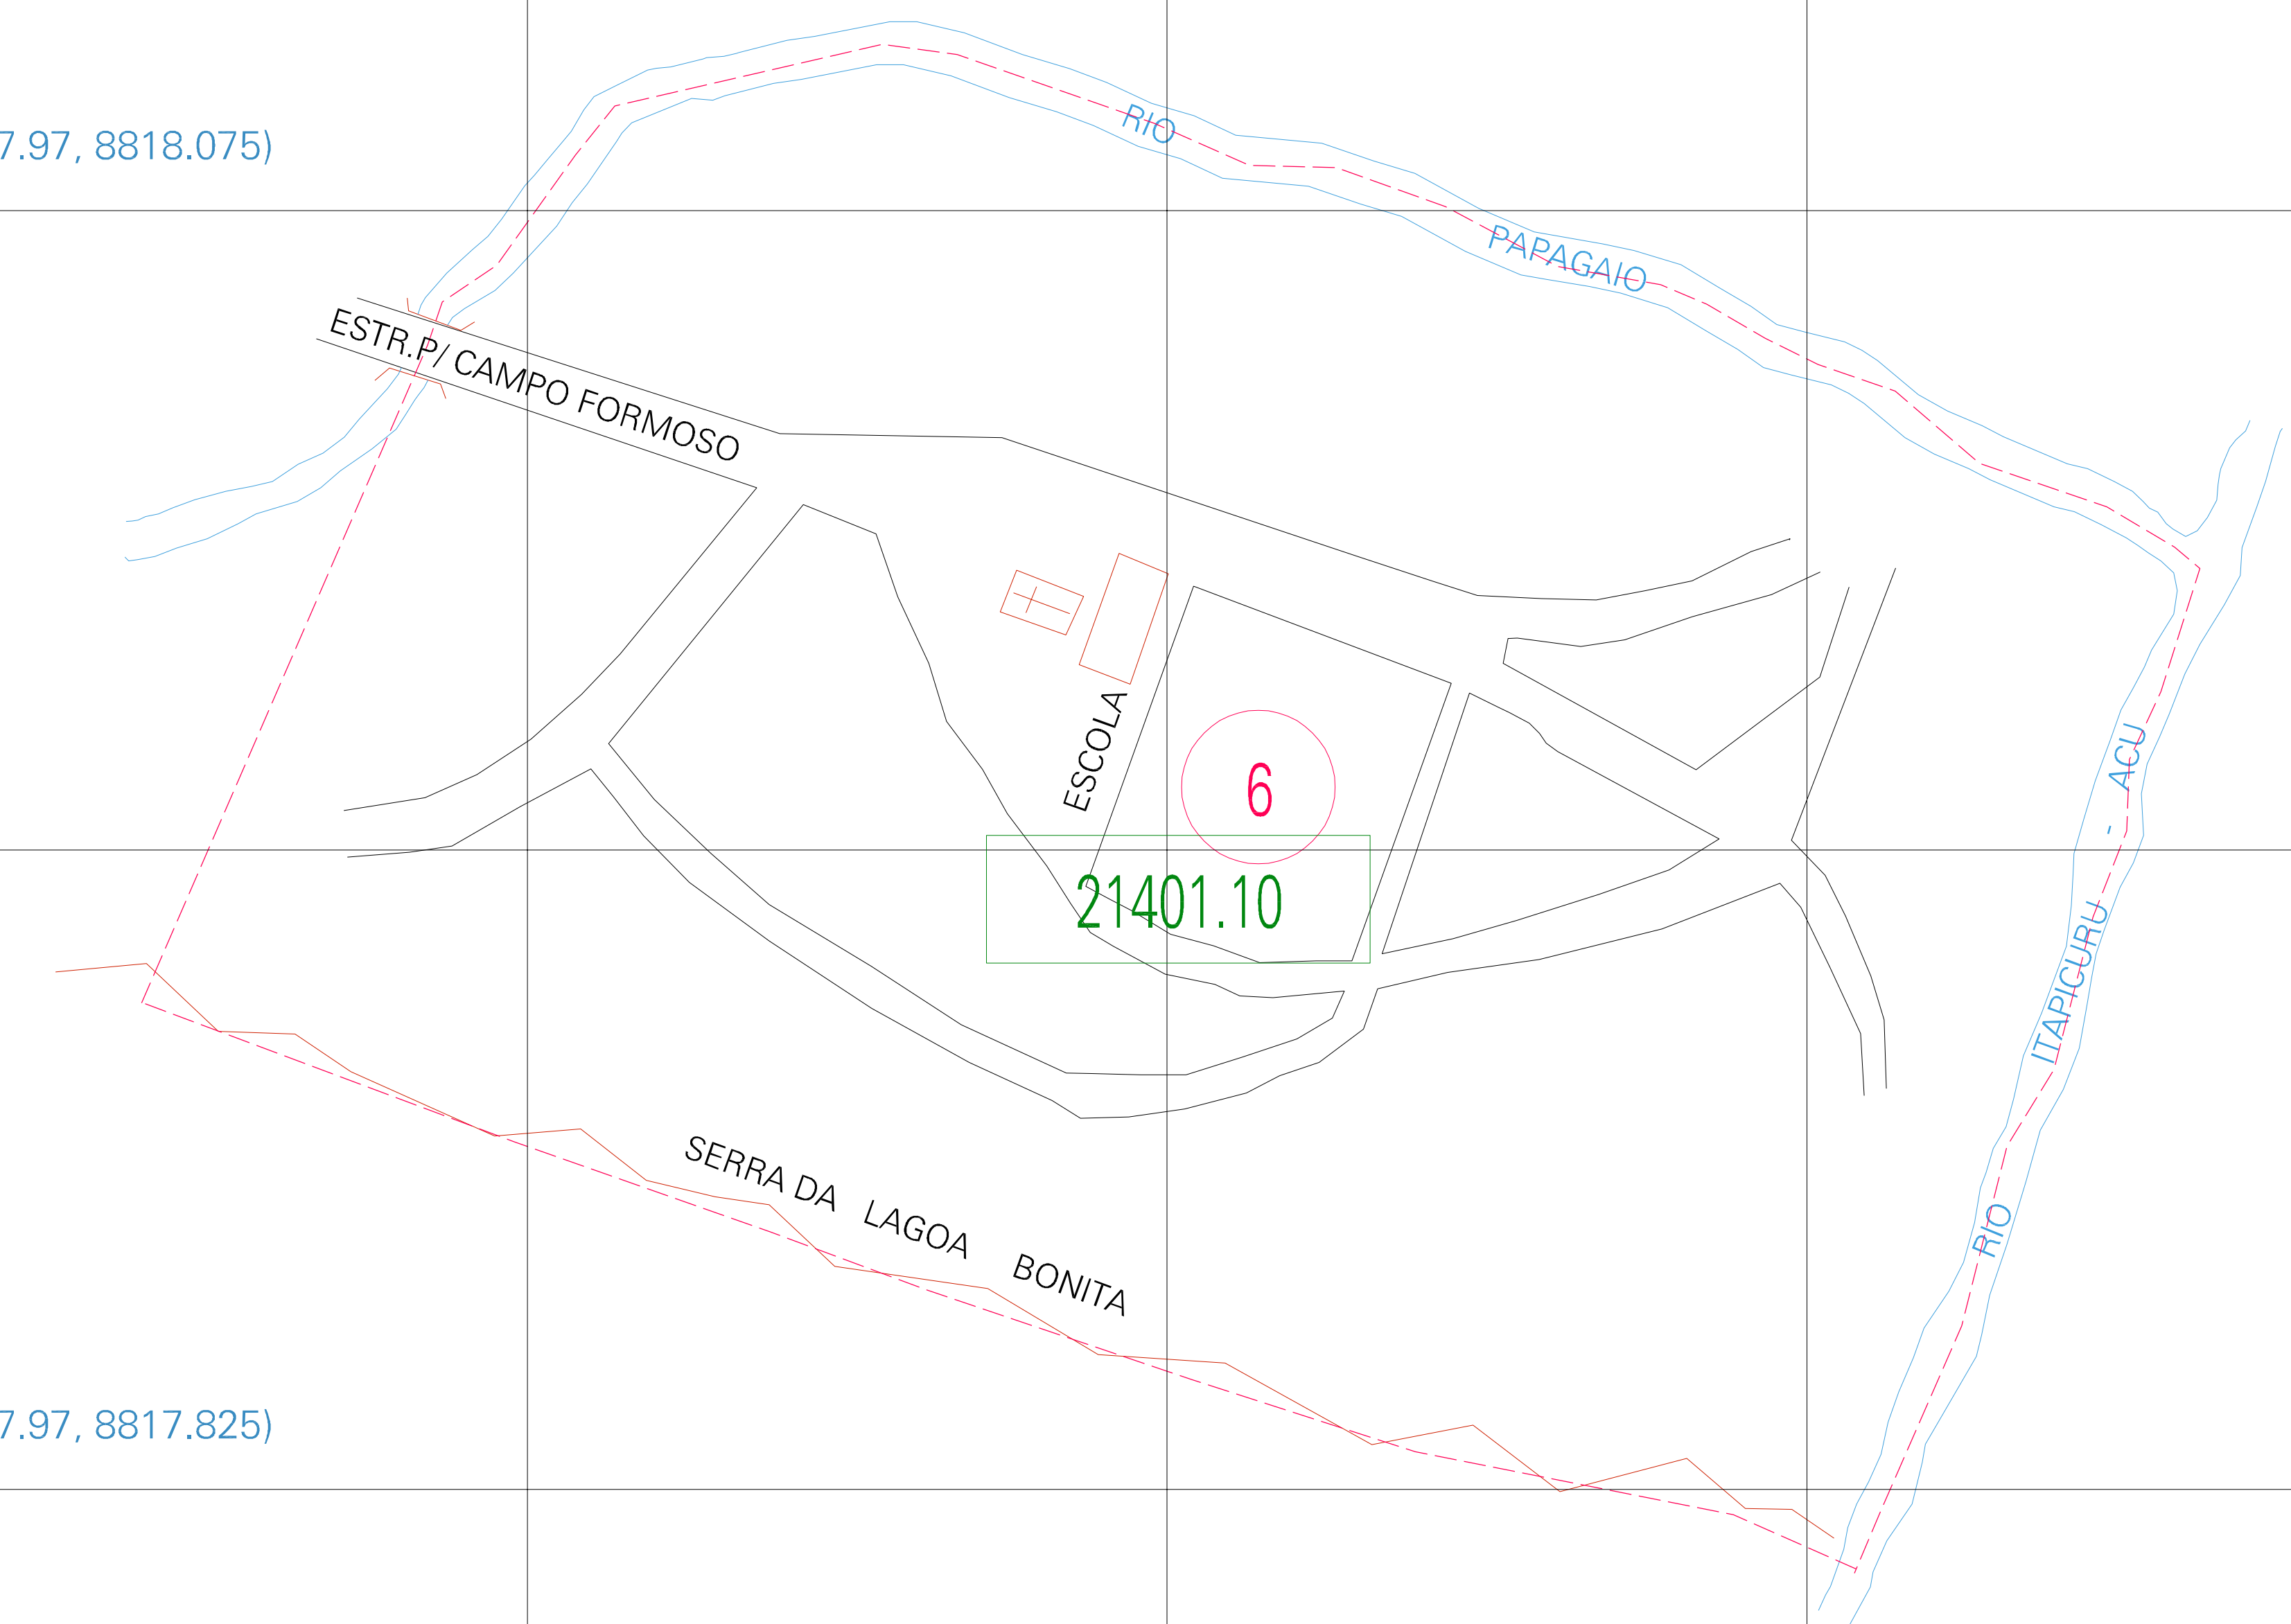 RIO
7.97, 8818.075)
PAPAGAIO
ESTR.P/ CAMPO FORMOSO
ESCOLA
6
21401.10
RIO ITAPICURU - ACU
SERRA DA LAGOA BONITA
7.97, 8817.825)